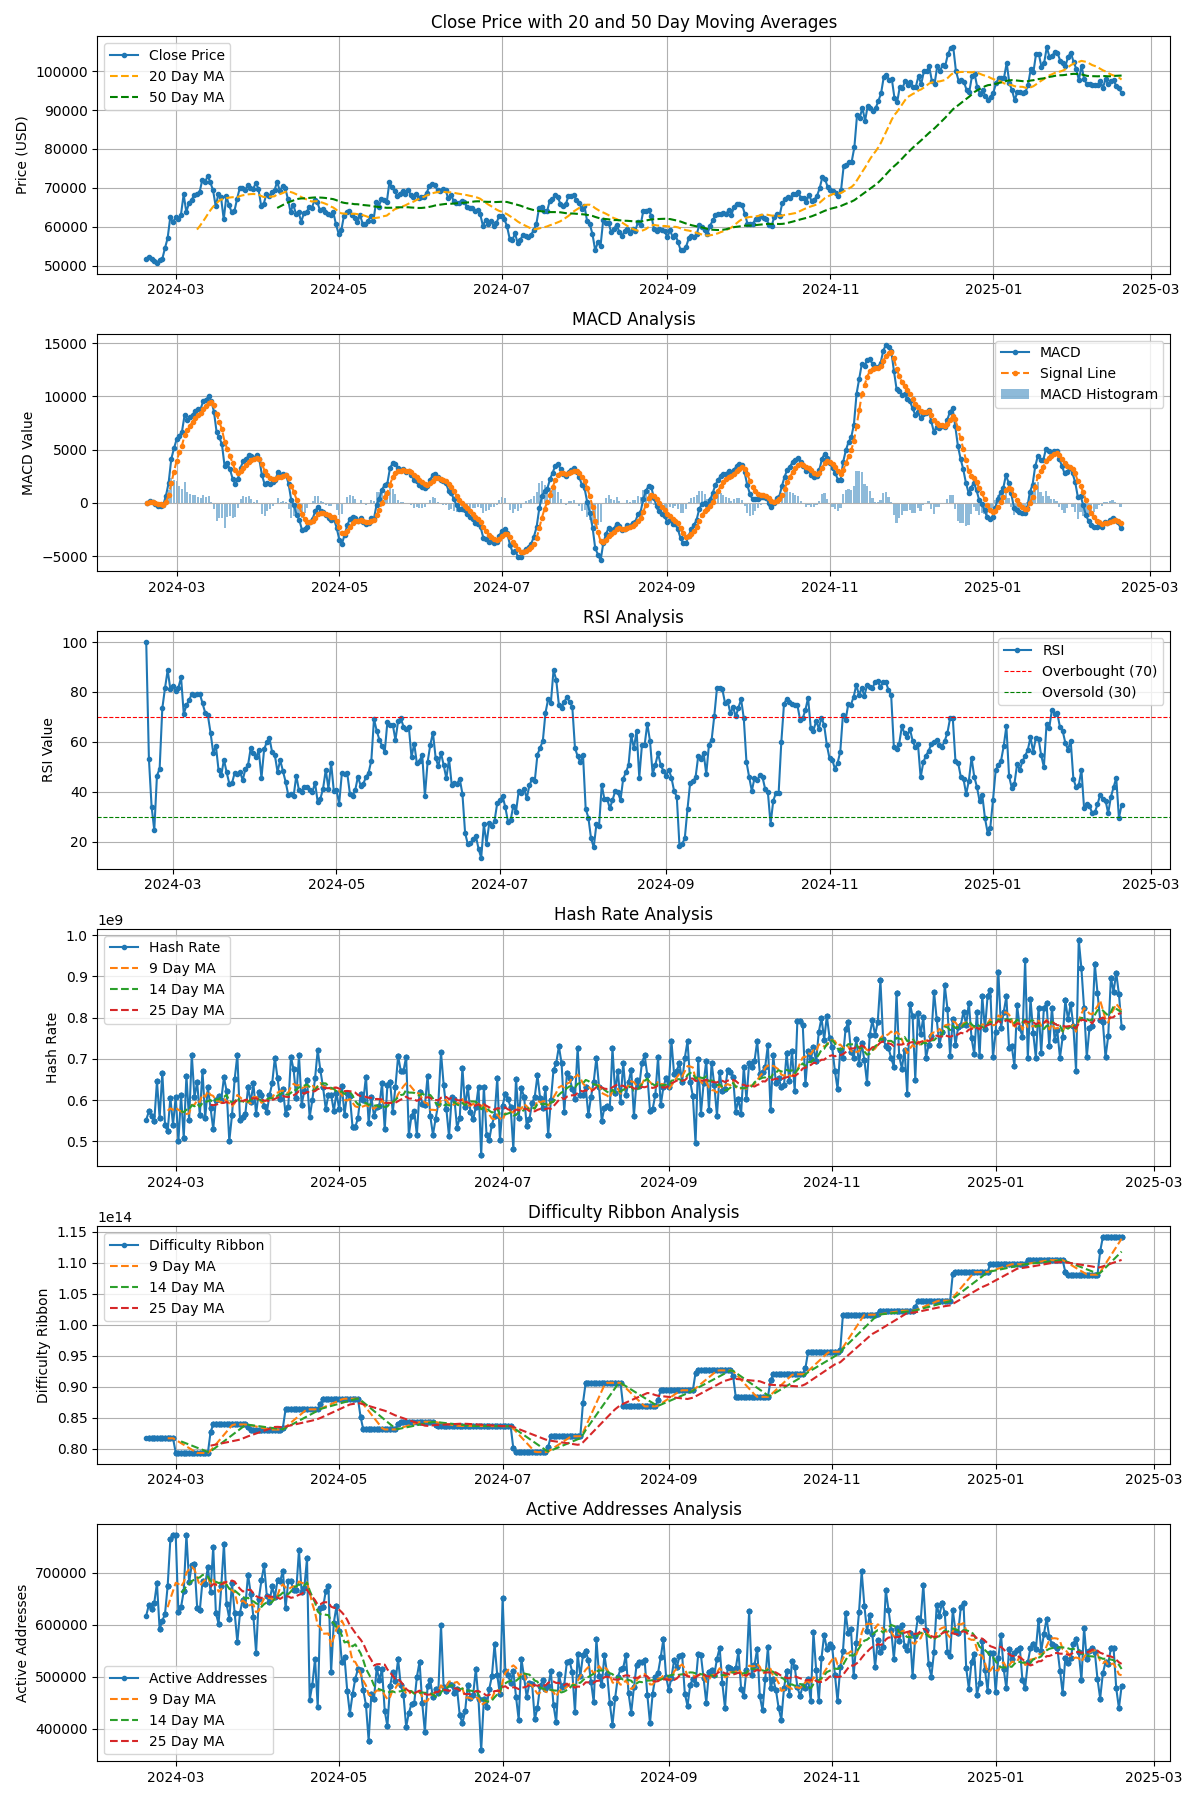 Close Price with 20 and 50 Day Moving Averages
Close Price
20 Day MA
50 Day MA
Price (USD)
100000
90000
80000
70000
60000
50000
2024-03 2024-05 2024-07 2024-09 2024-11 2025-01 2025-03
MACD Analysis
MACD
Signal Line
MACD Histogram
MACD Value
15000
10000
5000
0
−5000
2024-03 2024-05 2024-07 2024-09 2024-11 2025-01 2025-03
RSI Analysis
RSI
Overbought (70)
Oversold (30)
RSI Value
100
80
60
40
20
2024-03 2024-05 2024-07 2024-09 2024-11 2025-01 2025-03
Hash Rate Analysis
1e9
Hash Rate
9 Day MA
14 Day MA
25 Day MA
Hash Rate
1.0
0.9
0.8
0.7
0.6
0.5
2024-03 2024-05 2024-07 2024-09 2024-11 2025-01 2025-03
Difficulty Ribbon Analysis
1e14
Difficulty Ribbon
9 Day MA
14 Day MA
25 Day MA
Difficulty Ribbon
1.15
1.10
1.05
1.00
0.95
0.90
0.85
0.80
2024-03 2024-05 2024-07 2024-09 2024-11 2025-01 2025-03
Active Addresses Analysis
Active Addresses
700000
600000
500000
400000
Active Addresses
9 Day MA
14 Day MA
25 Day MA
2024-03 2024-05 2024-07 2024-09 2024-11 2025-01 2025-03